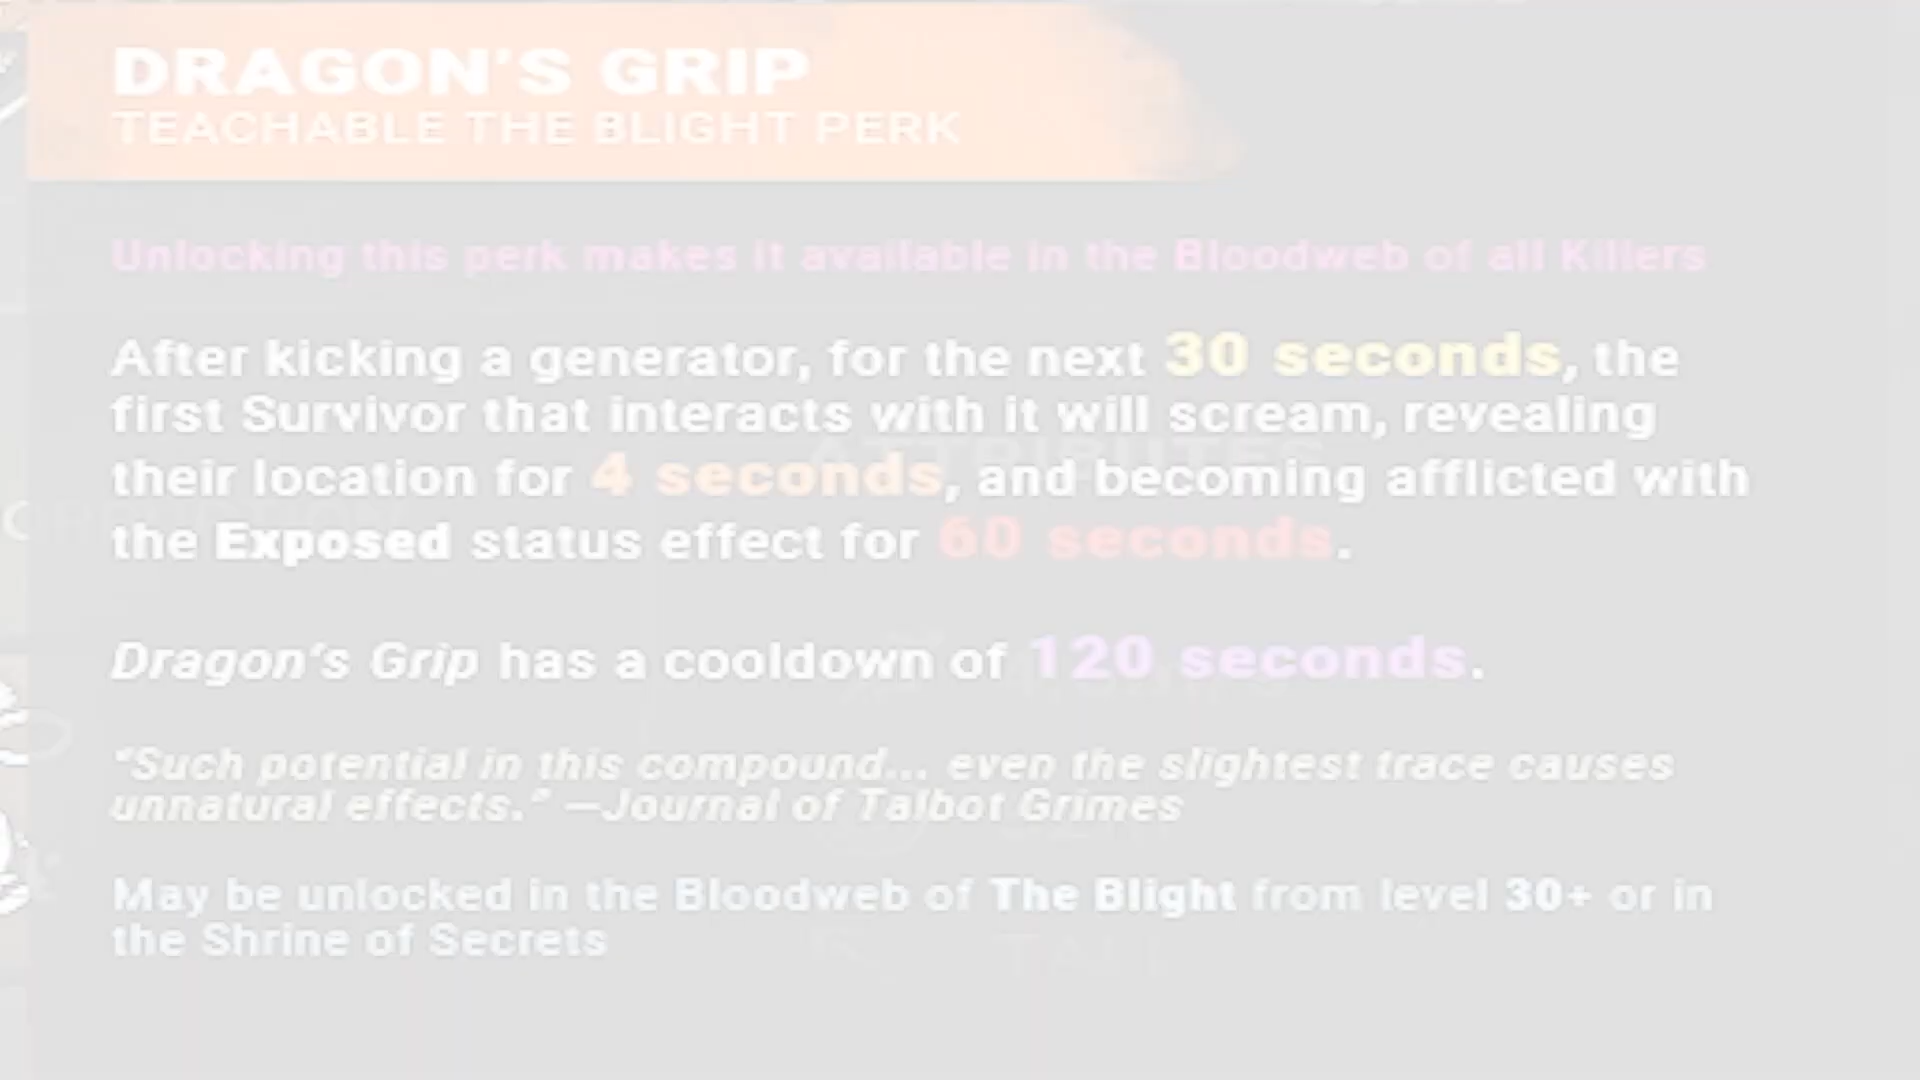 DRAGON'S GRIP
TEACHABLE THE BLIGHT PERK
Unlocking this perk makes it available in the Bloodweb of all Killers
After kicking a generator, for the next 30 seconds, the
first Survivor that interacts with it will scream, revealing
their location for 4 seconds, and becoming afflicted with
the Exposed status effect for 60 seconds.
Dragon's Grip has a cooldown of 120 seconds.
"Such potential in this compound... even the slightest trace causes
unnatural effects." —Journal of Talbot Grimes
May be unlocked in the Bloodweb of The Blight from level 30+ or in
the Shrine of Secrets
ATTRIBUTES